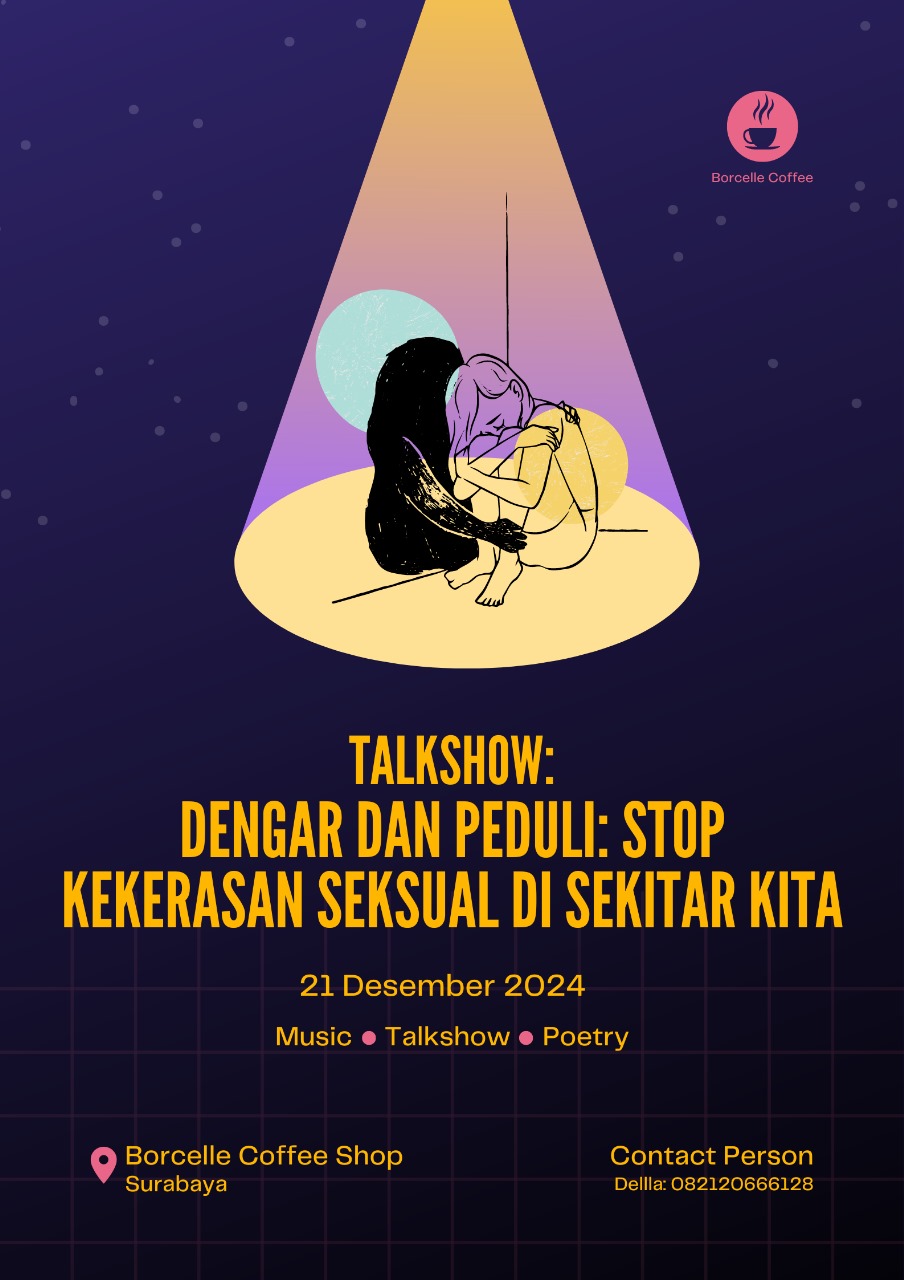 Borcelle Coffee
TALKSHOW:
DENGAR DAN PEDULI: STOP
KEKERASAN SEKSUAL DI SEKITAR KITA
21 Desember 2024
Music ● Talkshow ● Poetry
Borcelle Coffee Shop
Surabaya
Contact Person
Dellla: 082120666128